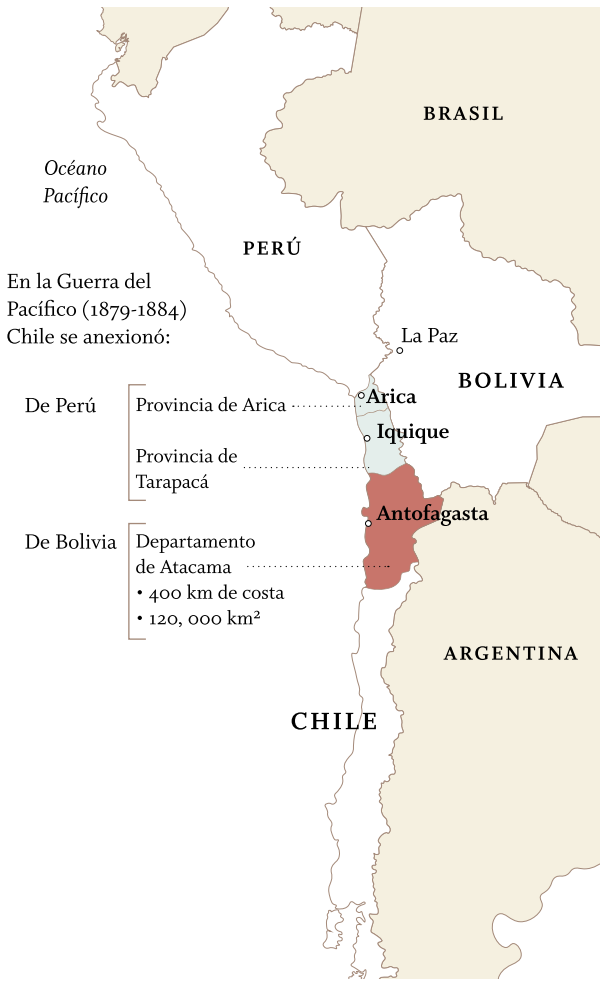 BRASIL
Océano
Pacífico
PERÚ
En la Guerra del
Pacífico (1879-1884)
Chile se anexionó:
La Paz
BOLIVIA
De Perú
Provincia de Arica
Arica
Iquique
Provincia de
Tarapacá
Antofagasta
De Bolivia
Departamento
de Atacama
• 400 km de costa
• 120, 000 km²
ARGENTINA
CHILE